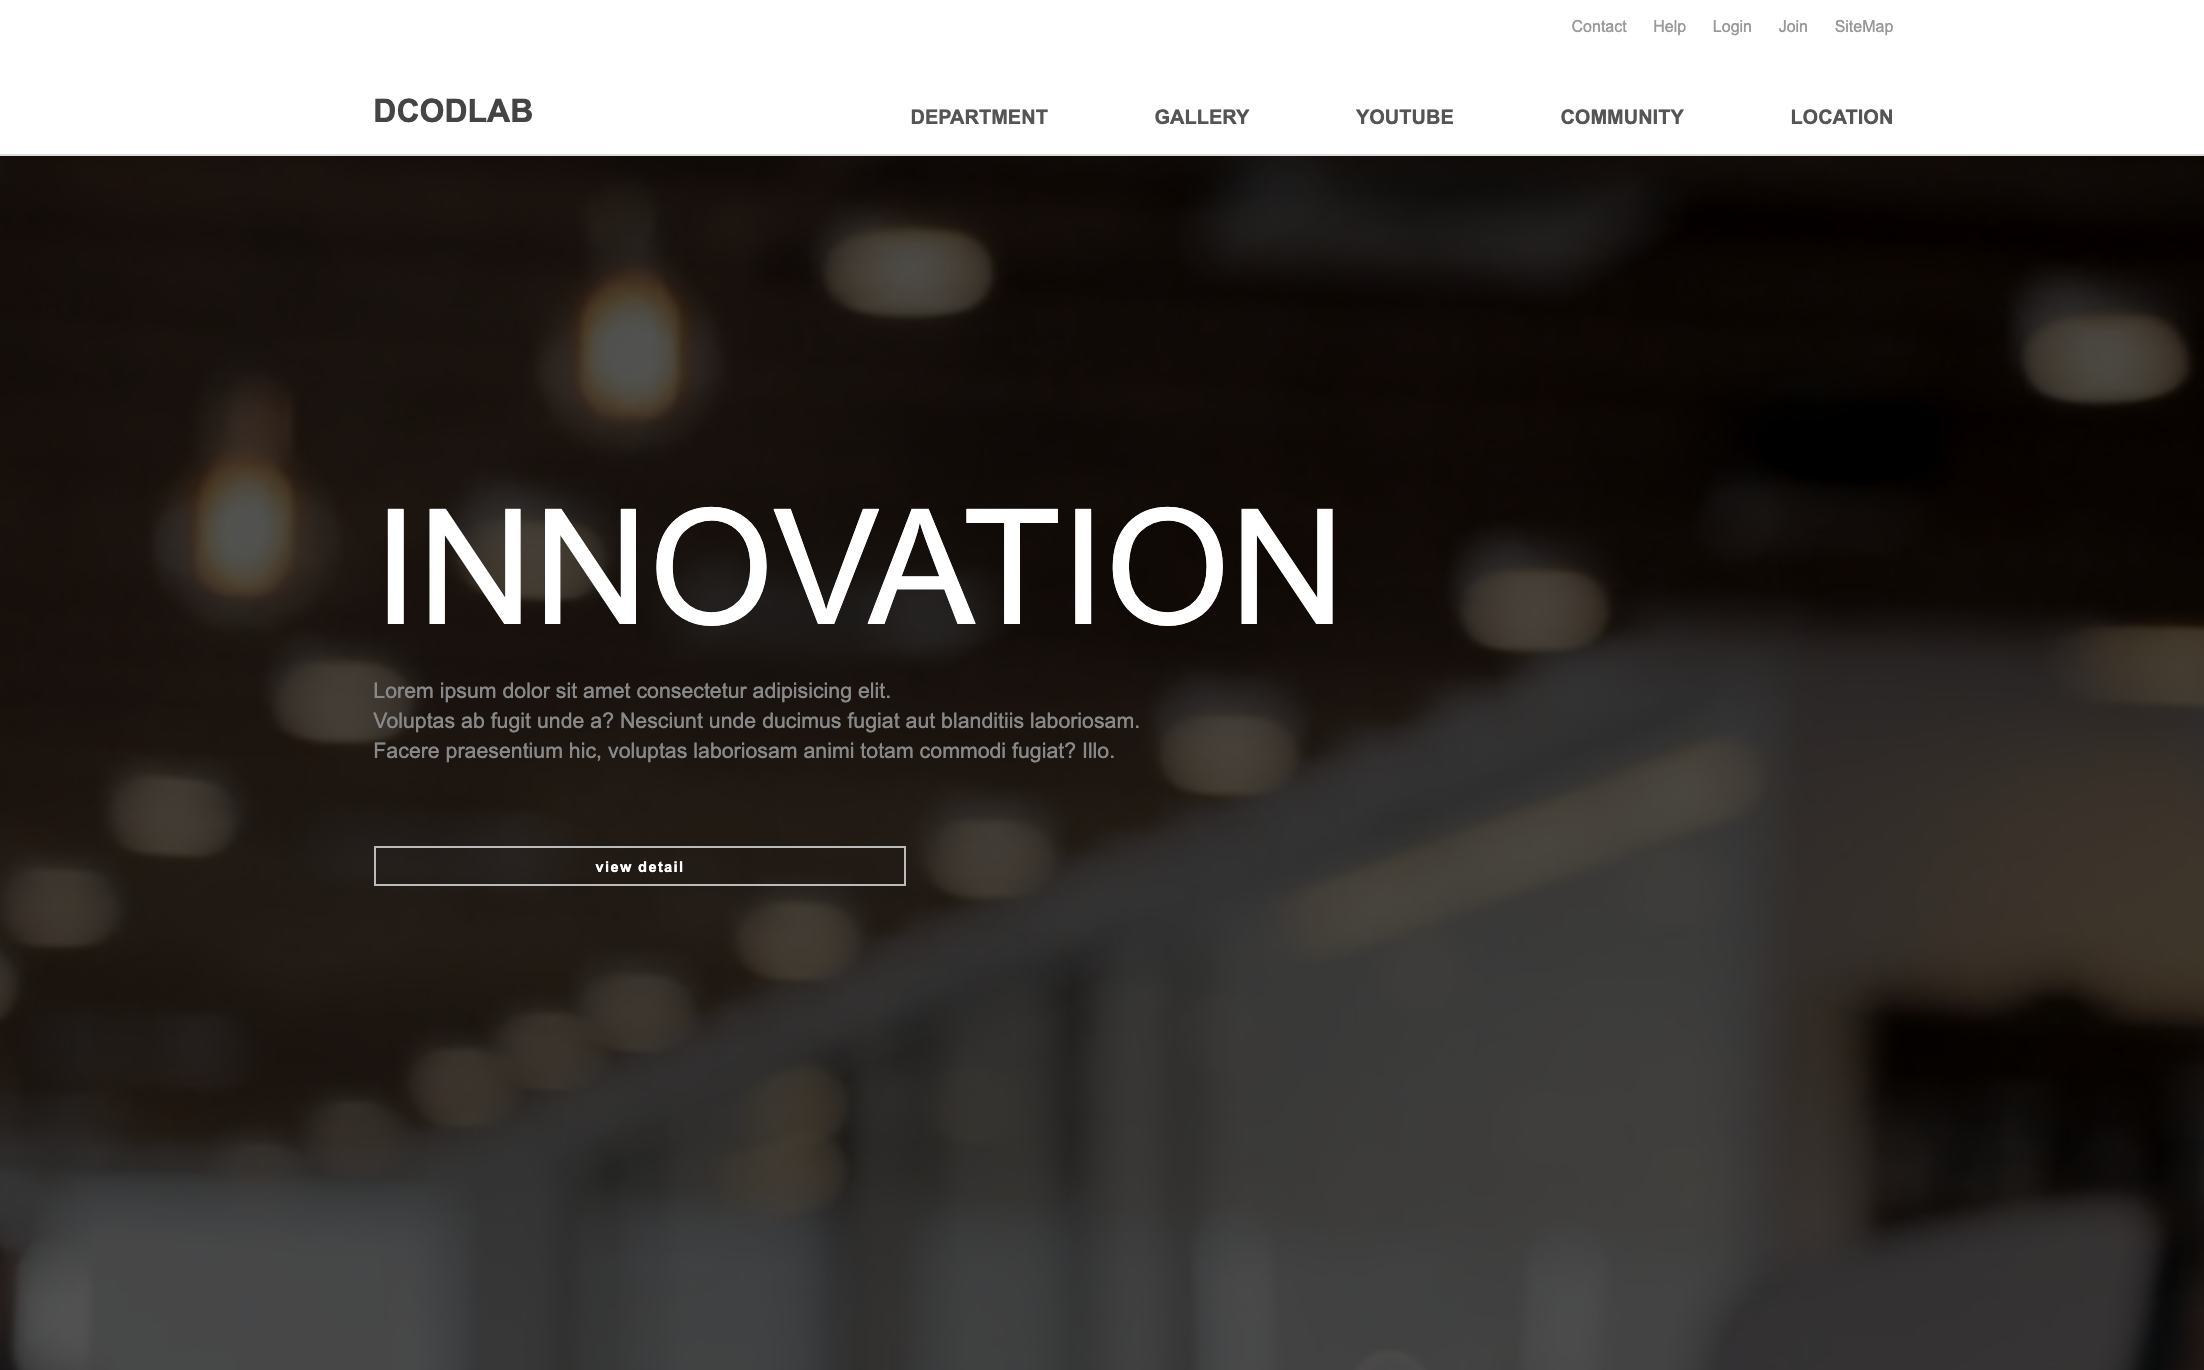 Contact Help Login Join SiteMap
DCODLAB
DEPARTMENT GALLERY YOUTUBE COMMUNITY LOCATION
INNOVATION
Lorem ipsum dolor sit amet consectetur adipisicing elit.
Voluptas ab fugit unde a? Nesciunt unde ducimus fugiat aut blanditiis laboriosam.
Facere praesentium hic, voluptas laboriosam animi totam commodi fugiat? Illo.
view detail